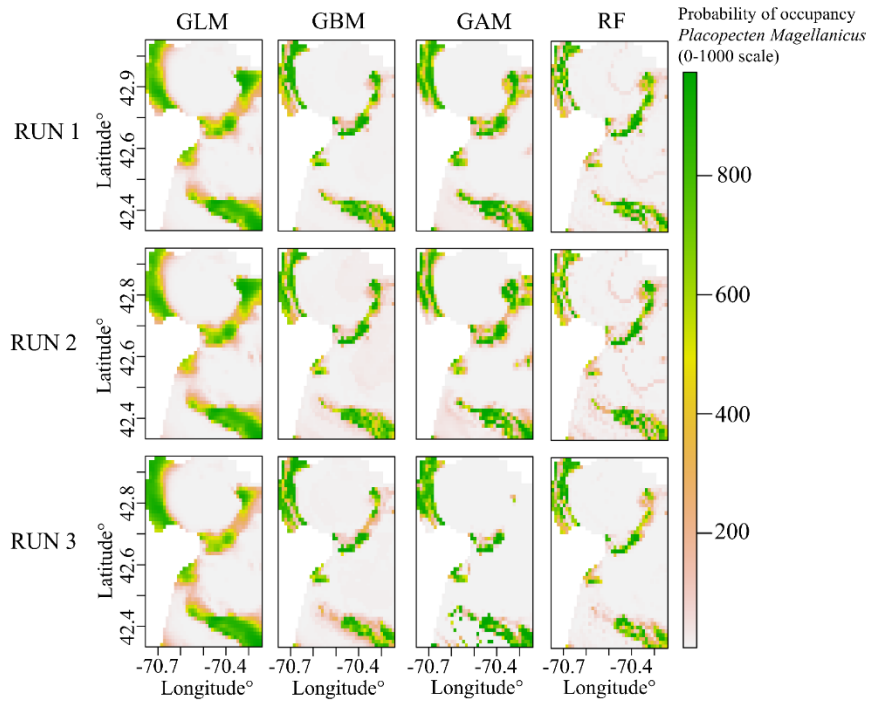 GLM GBM GAM RF
Probability of occupancy
Placopecten Magellanicus
(0-1000 scale)
RUN 1
Latitude°
42.9
42.6
42.4
800
600
RUN 2
Latitude°
42.8
42.6
42.4
400
200
RUN 3
Latitude°
42.8
42.6
42.4
-70.7 -70.4 -70.7 -70.4 -70.7 -70.4 -70.7 -70.4
Longitude° Longitude° Longitude° Longitude°